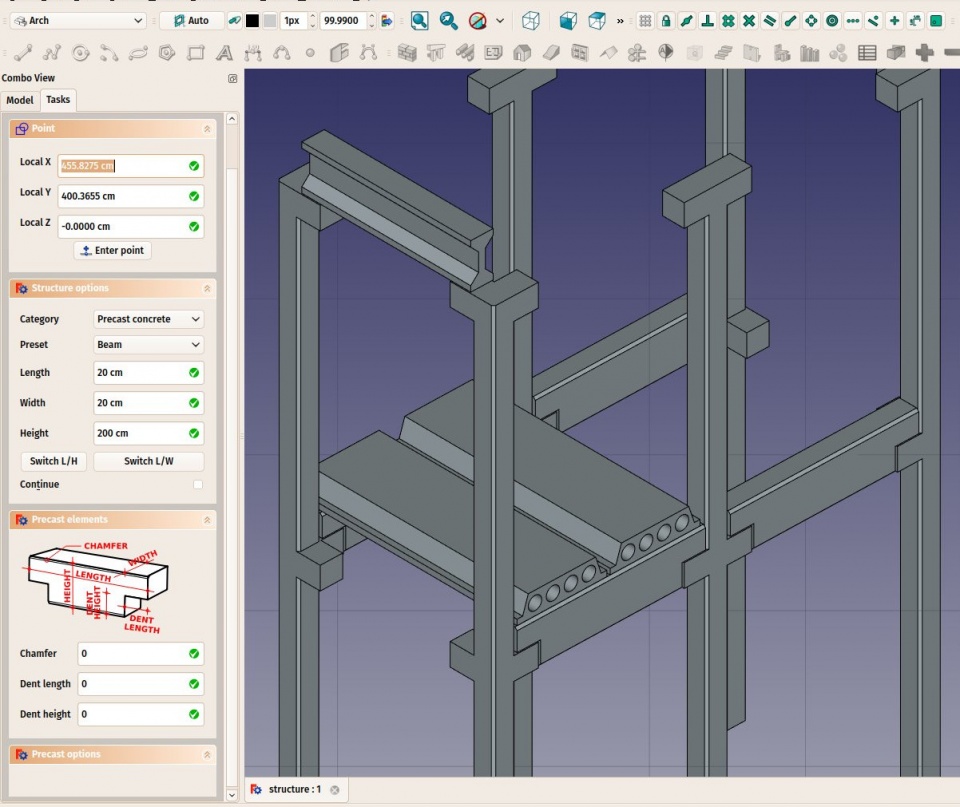 Arch
Auto
1px
99.9900
»
Combo View
Model
Tasks
Point
Local X
455.8275 cm
Local Y
400.3655 cm
Local Z
-0.0000 cm
Enter point
Structure options
Category
Precast concrete
Preset
Beam
Length
20 cm
Width
20 cm
Height
200 cm
Switch L/H
Switch L/W
Continue
Precast elements
CHAMFER
WIDTH
LENGTH
HEIGHT
DENT HEIGHT
DENT
LENGTH
Chamfer
0
Dent length
0
Dent height
0
Precast options
structure : 1